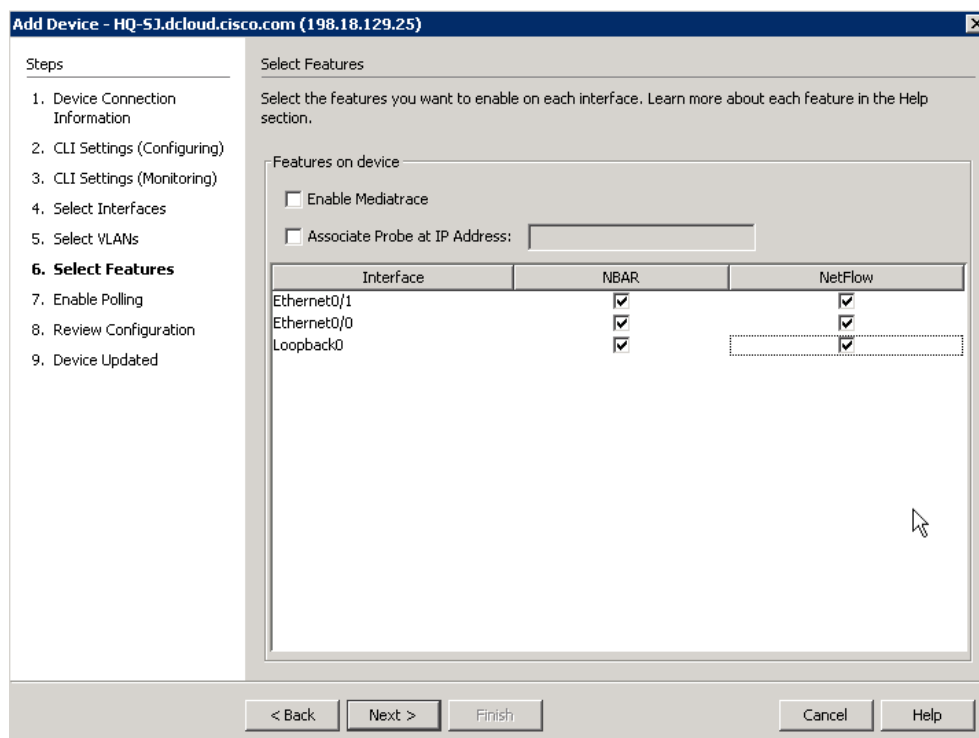 Add Device - HQ-SJ.dcloud.cisco.com (198.18.129.25)
Steps
1. Device Connection
Information
2. CLI Settings (Configuring)
3. CLI Settings (Monitoring)
4. Select Interfaces
5. Select VLANs
6. Select Features
7. Enable Polling
8. Review Configuration
9. Device Updated
Select Features
Select the features you want to enable on each interface. Learn more about each feature in the Help
section.
Features on device
Enable Mediatrace
Associate Probe at IP Address:
Interface NBAR NetFlow
Ethernet0/1
Ethernet0/0
Loopback0
< Back Next > Finish Cancel Help